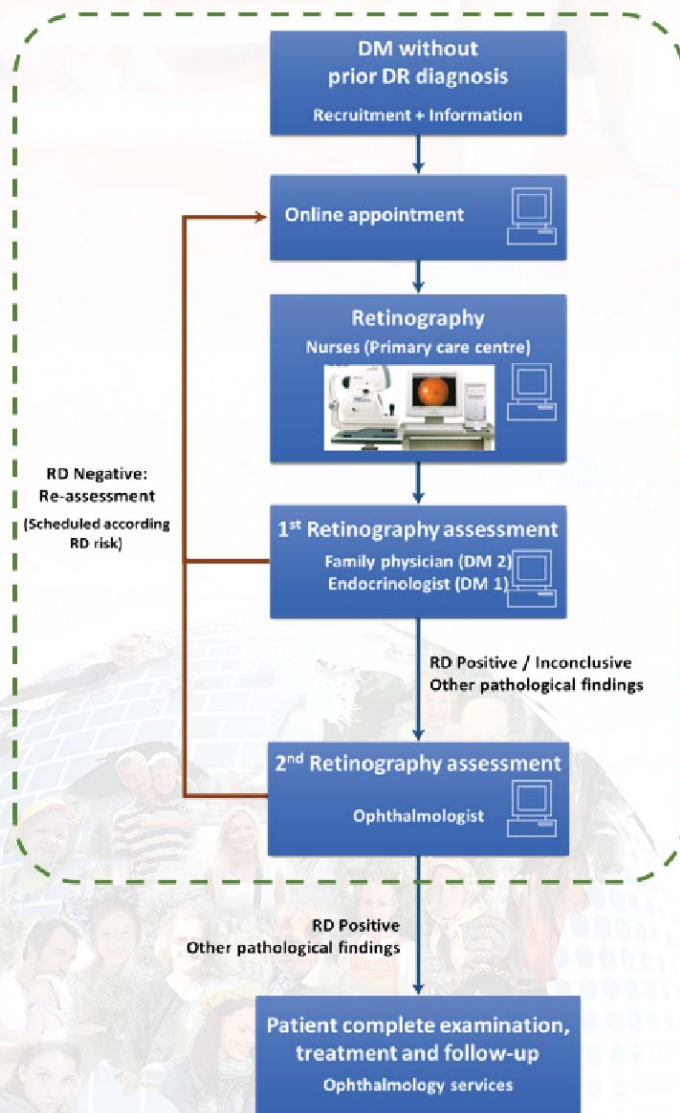 DM without
prior DR diagnosis
Recruitment + Information
Online appointment
Retinography
Nurses (Primary care centre)
RD Negative:
Re-assessment
(Scheduled according
RD risk)
1st Retinography assessment
Family physician (DM 2)
Endocrinologist (DM 1)
RD Positive / Inconclusive
Other pathological findings
2nd Retinography assessment
Ophthalmologist
RD Positive
Other pathological findings
Patient complete examination,
treatment and follow-up
Ophthalmology services